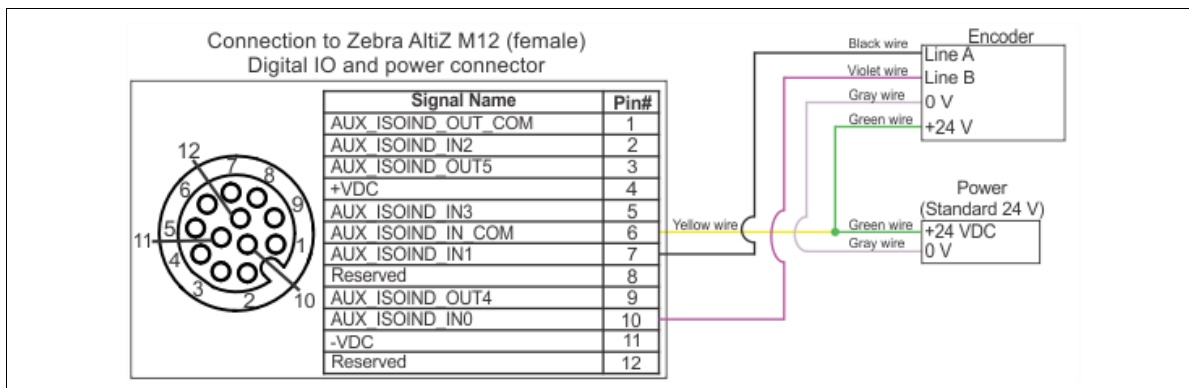 Connection to Zebra AltiZ M12 (female)
Digital IO and power connector
Signal Name Pin#
AUX_ISOIND_OUT_COM 1
AUX_ISOIND_IN2 2
AUX_ISOIND_OUT5 3
+VDC 4
AUX_ISOIND_IN3 5
AUX_ISOIND_IN_COM 6
AUX_ISOIND_IN1 7
Reserved 8
AUX_ISOIND_OUT4 9
AUX_ISOIND_IN0 10
-VDC 11
Reserved 12
12
7
8
6
9
5
11
1
4
3
2
10
Yellow wire
Encoder
Black wire Line A
Violet wire Line B
Gray wire 0 V
Green wire +24 V
Power
(Standard 24 V)
Green wire +24 VDC
Gray wire 0 V